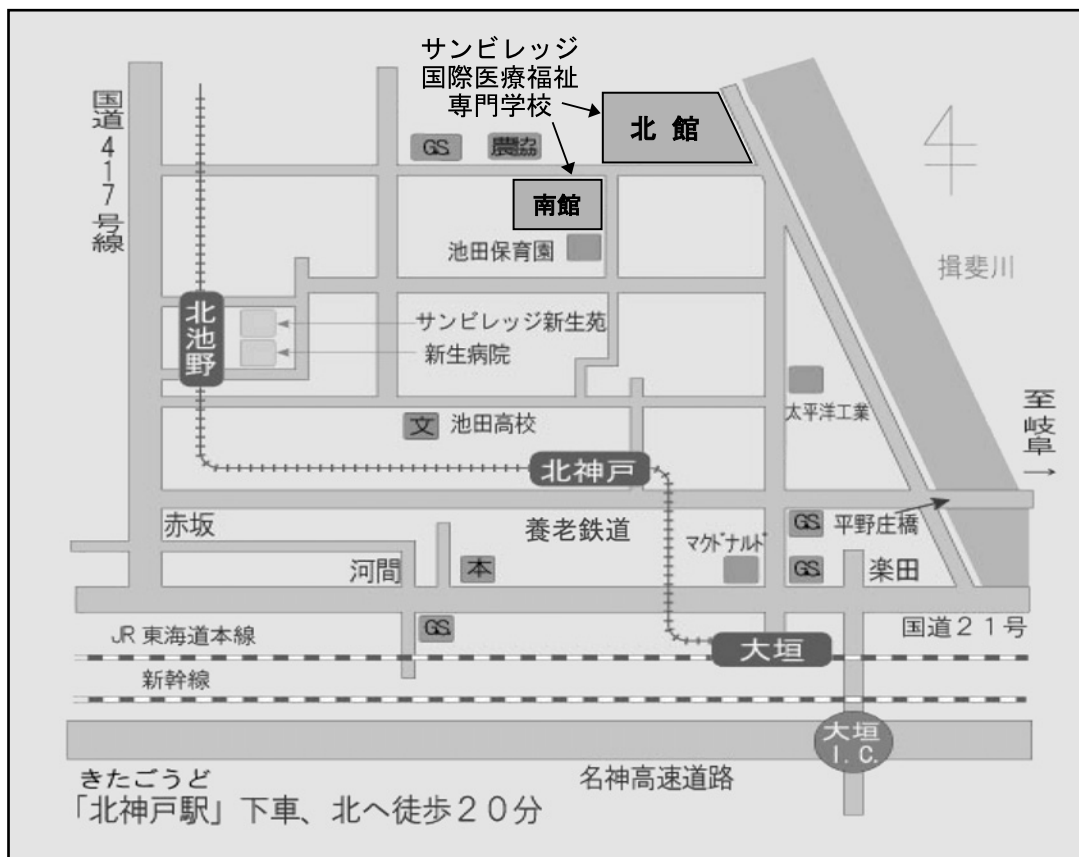 サンビレッジ
国際医療福祉
専門学校
北 館
国道417号線
GS.
農協
南館
池田保育園
揖斐川
北池野
サンビレッジ新生苑
新生病院
太平洋工業
至岐阜
→
文
池田高校
北神戸
赤坂
養老鉄道
GS.
平野庄橋
マクドナルド
河間
本
GS.
楽田
GS.
国道21号
JR 東海道本線
大垣
新幹線
大垣
I. C.
名神高速道路
きたごうど
「北神戸駅」下車、北へ徒歩20分